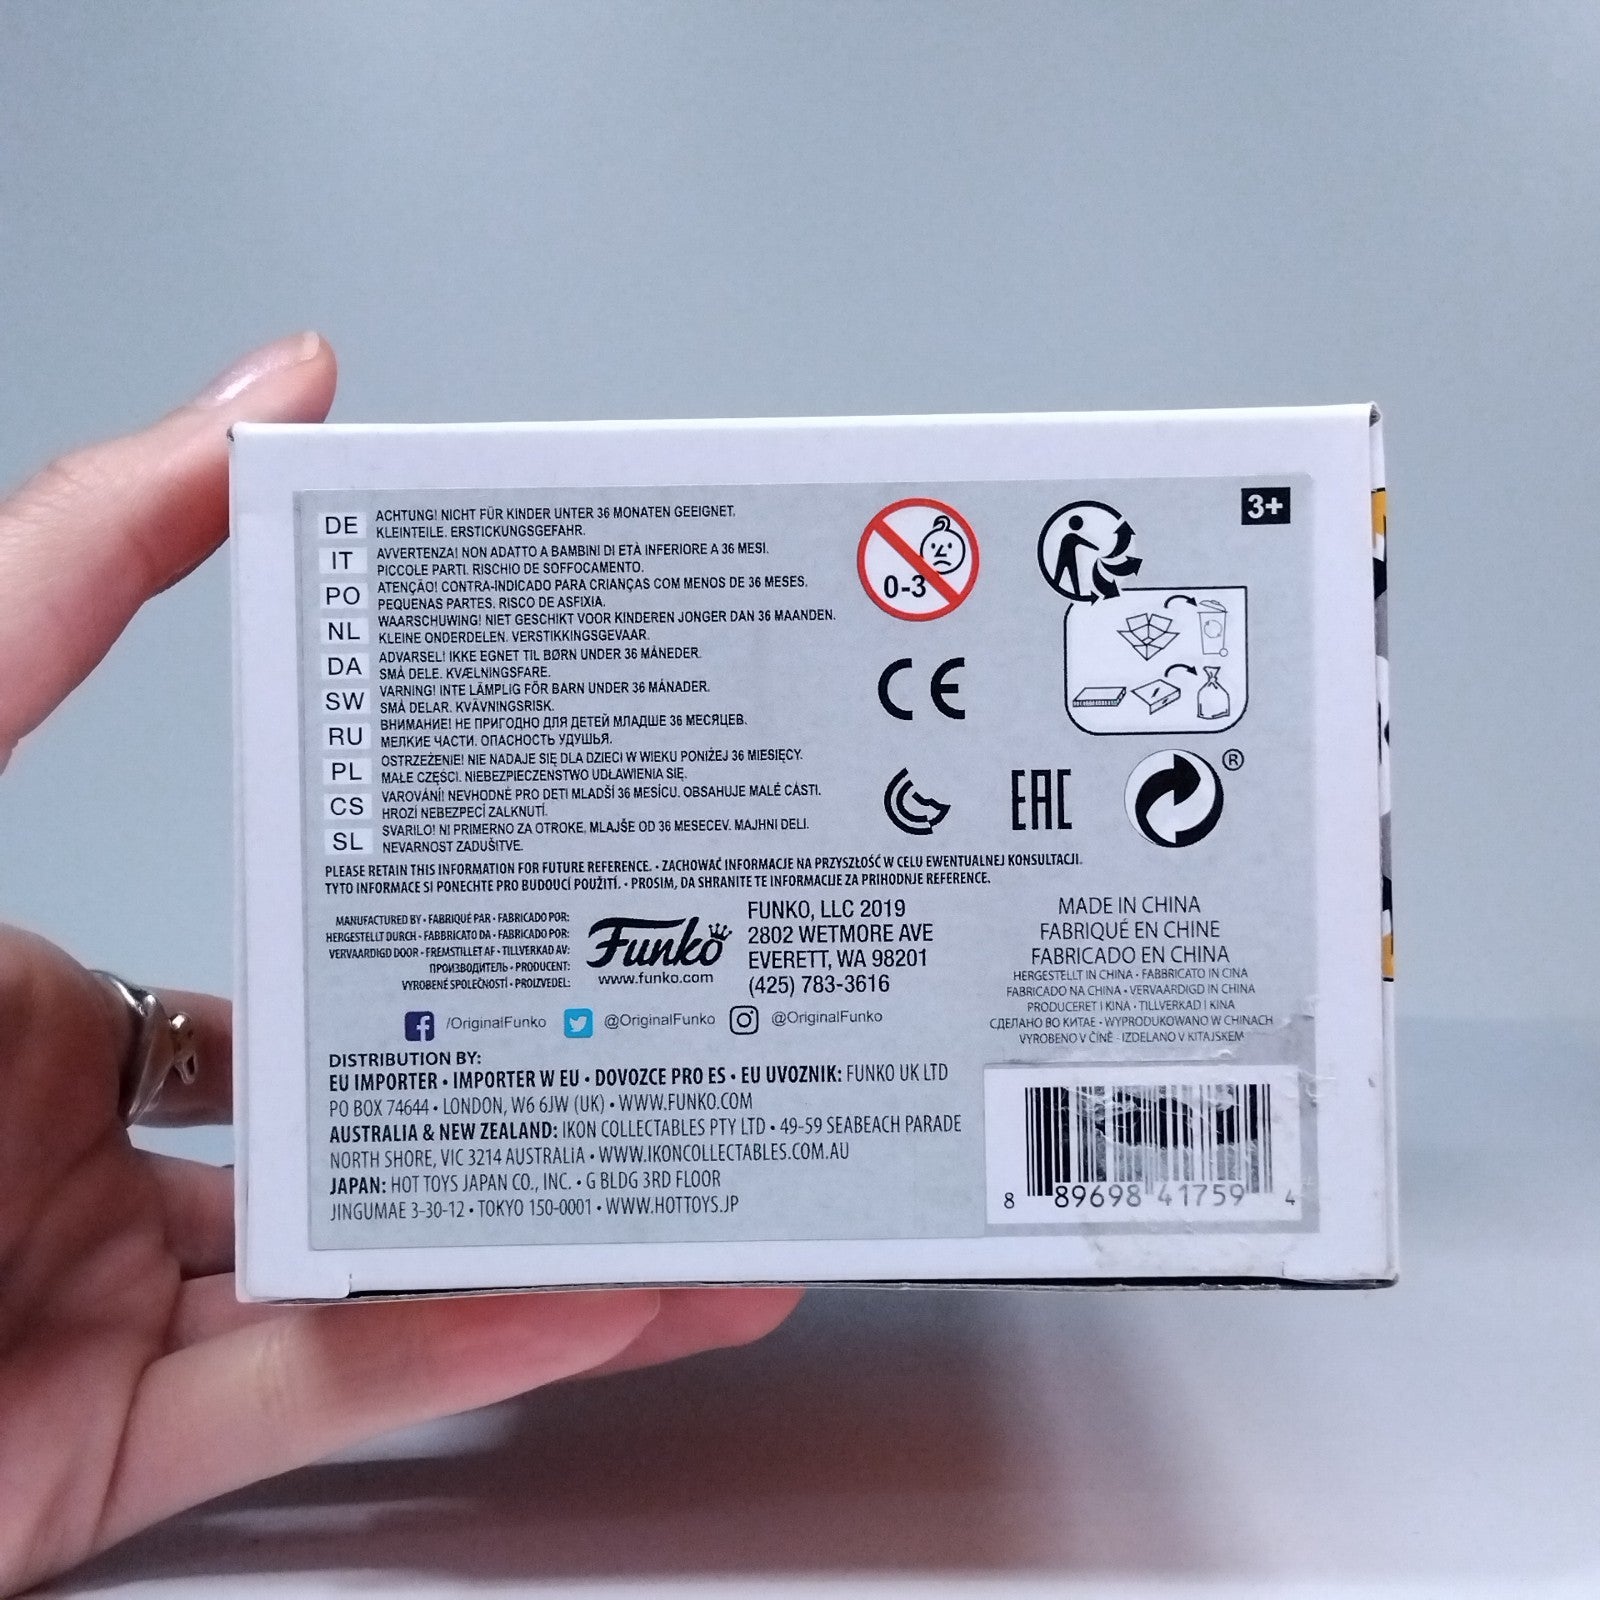 3+
DE
ACHTUNG! NICHT FÜR KINDER UNTER 36 MONATEN GEEIGNET.
KLEINTEILE. ERSTICKUNGSGEFAHR.
IT
AVVERTENZA! NON ADATTO A BAMBINI DI ETÀ INFERIORE A 36 MESI.
PICCOLE PARTI. RISCHIO DE SOFFOCAMENTO.
PO
ATENÇÃO! CONTRA-INDICADO PARA CRIANÇAS COM MENOS DE 36 MESES.
PEQUENAS PARTES. RISCO DE ASFIXIA.
NL
WAARSCHUWING! NIET GESCHIKT VOOR KINDEREN JONGER DAN 36 MAANDEN.
KLEINE ONDERDELEN. VERSTIKKINGSGEVAAR.
DA
ADVARSEL! IKKE EGNET TIL BØRN UNDER 36 MÅNEDER.
SMÅ DELE. KVÆLNINGSFARE.
SW
VARNING! INTE LÄMPLIG FÖR BARN UNDER 36 MÅNADER.
SMÅ DELAR. KVÄVNINGSRISK.
RU
ВНИМАНИЕ! НЕ ПРИГОДНО ДЛЯ ДЕТЕЙ МЛАДШЕ 36 МЕСЯЦЕВ.
МЕЛКИЕ ЧАСТИ. ОПАСНОСТЬ УДУШЬЯ.
PL
OSTRZEŻENIE! NIE NADAJE SIĘ DLA DZIECI W WIEKU PONIŻEJ 36 MIESIĘCY.
MAŁE CZĘŚCI. NIEBEZPIECZEŃSTWO UDŁAWIENIA SIĘ.
CS
VAROVÁNÍ! NEVHODNÉ PRO DETI MLADŠÍ 36 MESÍCU. OBSAHUJE MALÉ CÁSTI.
HROZÍ NEBEZPECÍ ZALKNUTÍ.
SL
SVARILO! NI PRIMERNO ZA OTROKE, MLAJŠE OD 36 MESECEV. MAJHNI DELI.
NEVARNOST ZADUŠITVE.
0-3
CE
EAC
®
PLEASE RETAIN THIS INFORMATION FOR FUTURE REFERENCE. • ZACHOWAĆ INFORMACJE NA PRZYSZŁOŚĆ W CELU EWENTUALNEJ KONSULTACJI.
TYTO INFORMACE SI PONECHTE PRO BUDOUCÍ POUŽITÍ. • PROSIM, DA SHRANITE TE INFORMACIJE ZA PRIHODNJE REFERENCE.
MANUFACTURED BY • FABRIQUÉ PAR • FABRICADO POR:
HERGESTELLT DURCH • FABBRICATO DA • FABRICADO POR:
VERVAARDIGD DOOR • FREMSTILLET AF • TILLVERKAD AV:
ПРОИЗВОДИТЕЛЬ • PRODUCENT:
VYROBENÉ SPOLEČNOSTÍ • PROIZVEDEL:
Funko
www.funko.com
FUNKO, LLC 2019
2802 WETMORE AVE
EVERETT, WA 98201
(425) 783-3616
MADE IN CHINA
FABRIQUÉ EN CHINE
FABRICADO EN CHINA
HERGESTELLT IN CHINA • FABBRICATO IN CINA
FABRICADO NA CHINA • VERVAARDIGD IN CHINA
PRODUCERET I KINA • TILLVERKAD I KINA
СДЕЛАНО ВО КИТАЕ • WYPRODUKOWANO W CHINACH
VYROBENO V ČÍNĚ • IZDELANO V KITAJSKEM
/OriginalFunko @OriginalFunko @OriginalFunko
DISTRIBUTION BY:
EU IMPORTER • IMPORTER W EU • DOVOZCE PRO ES • EU UVOZNIK: FUNKO UK LTD
PO BOX 74644 • LONDON, W6 6JW (UK) • WWW.FUNKO.COM
AUSTRALIA & NEW ZEALAND: IKON COLLECTABLES PTY LTD • 49-59 SEABEACH PARADE
NORTH SHORE, VIC 3214 AUSTRALIA • WWW.IKONCOLLECTABLES.COM.AU
JAPAN: HOT TOYS JAPAN CO., INC. • G BLDG 3RD FLOOR
JINGUMAE 3-30-12 • TOKYO 150-0001 • WWW.HOTTOYS.JP
8 89698 41759 4